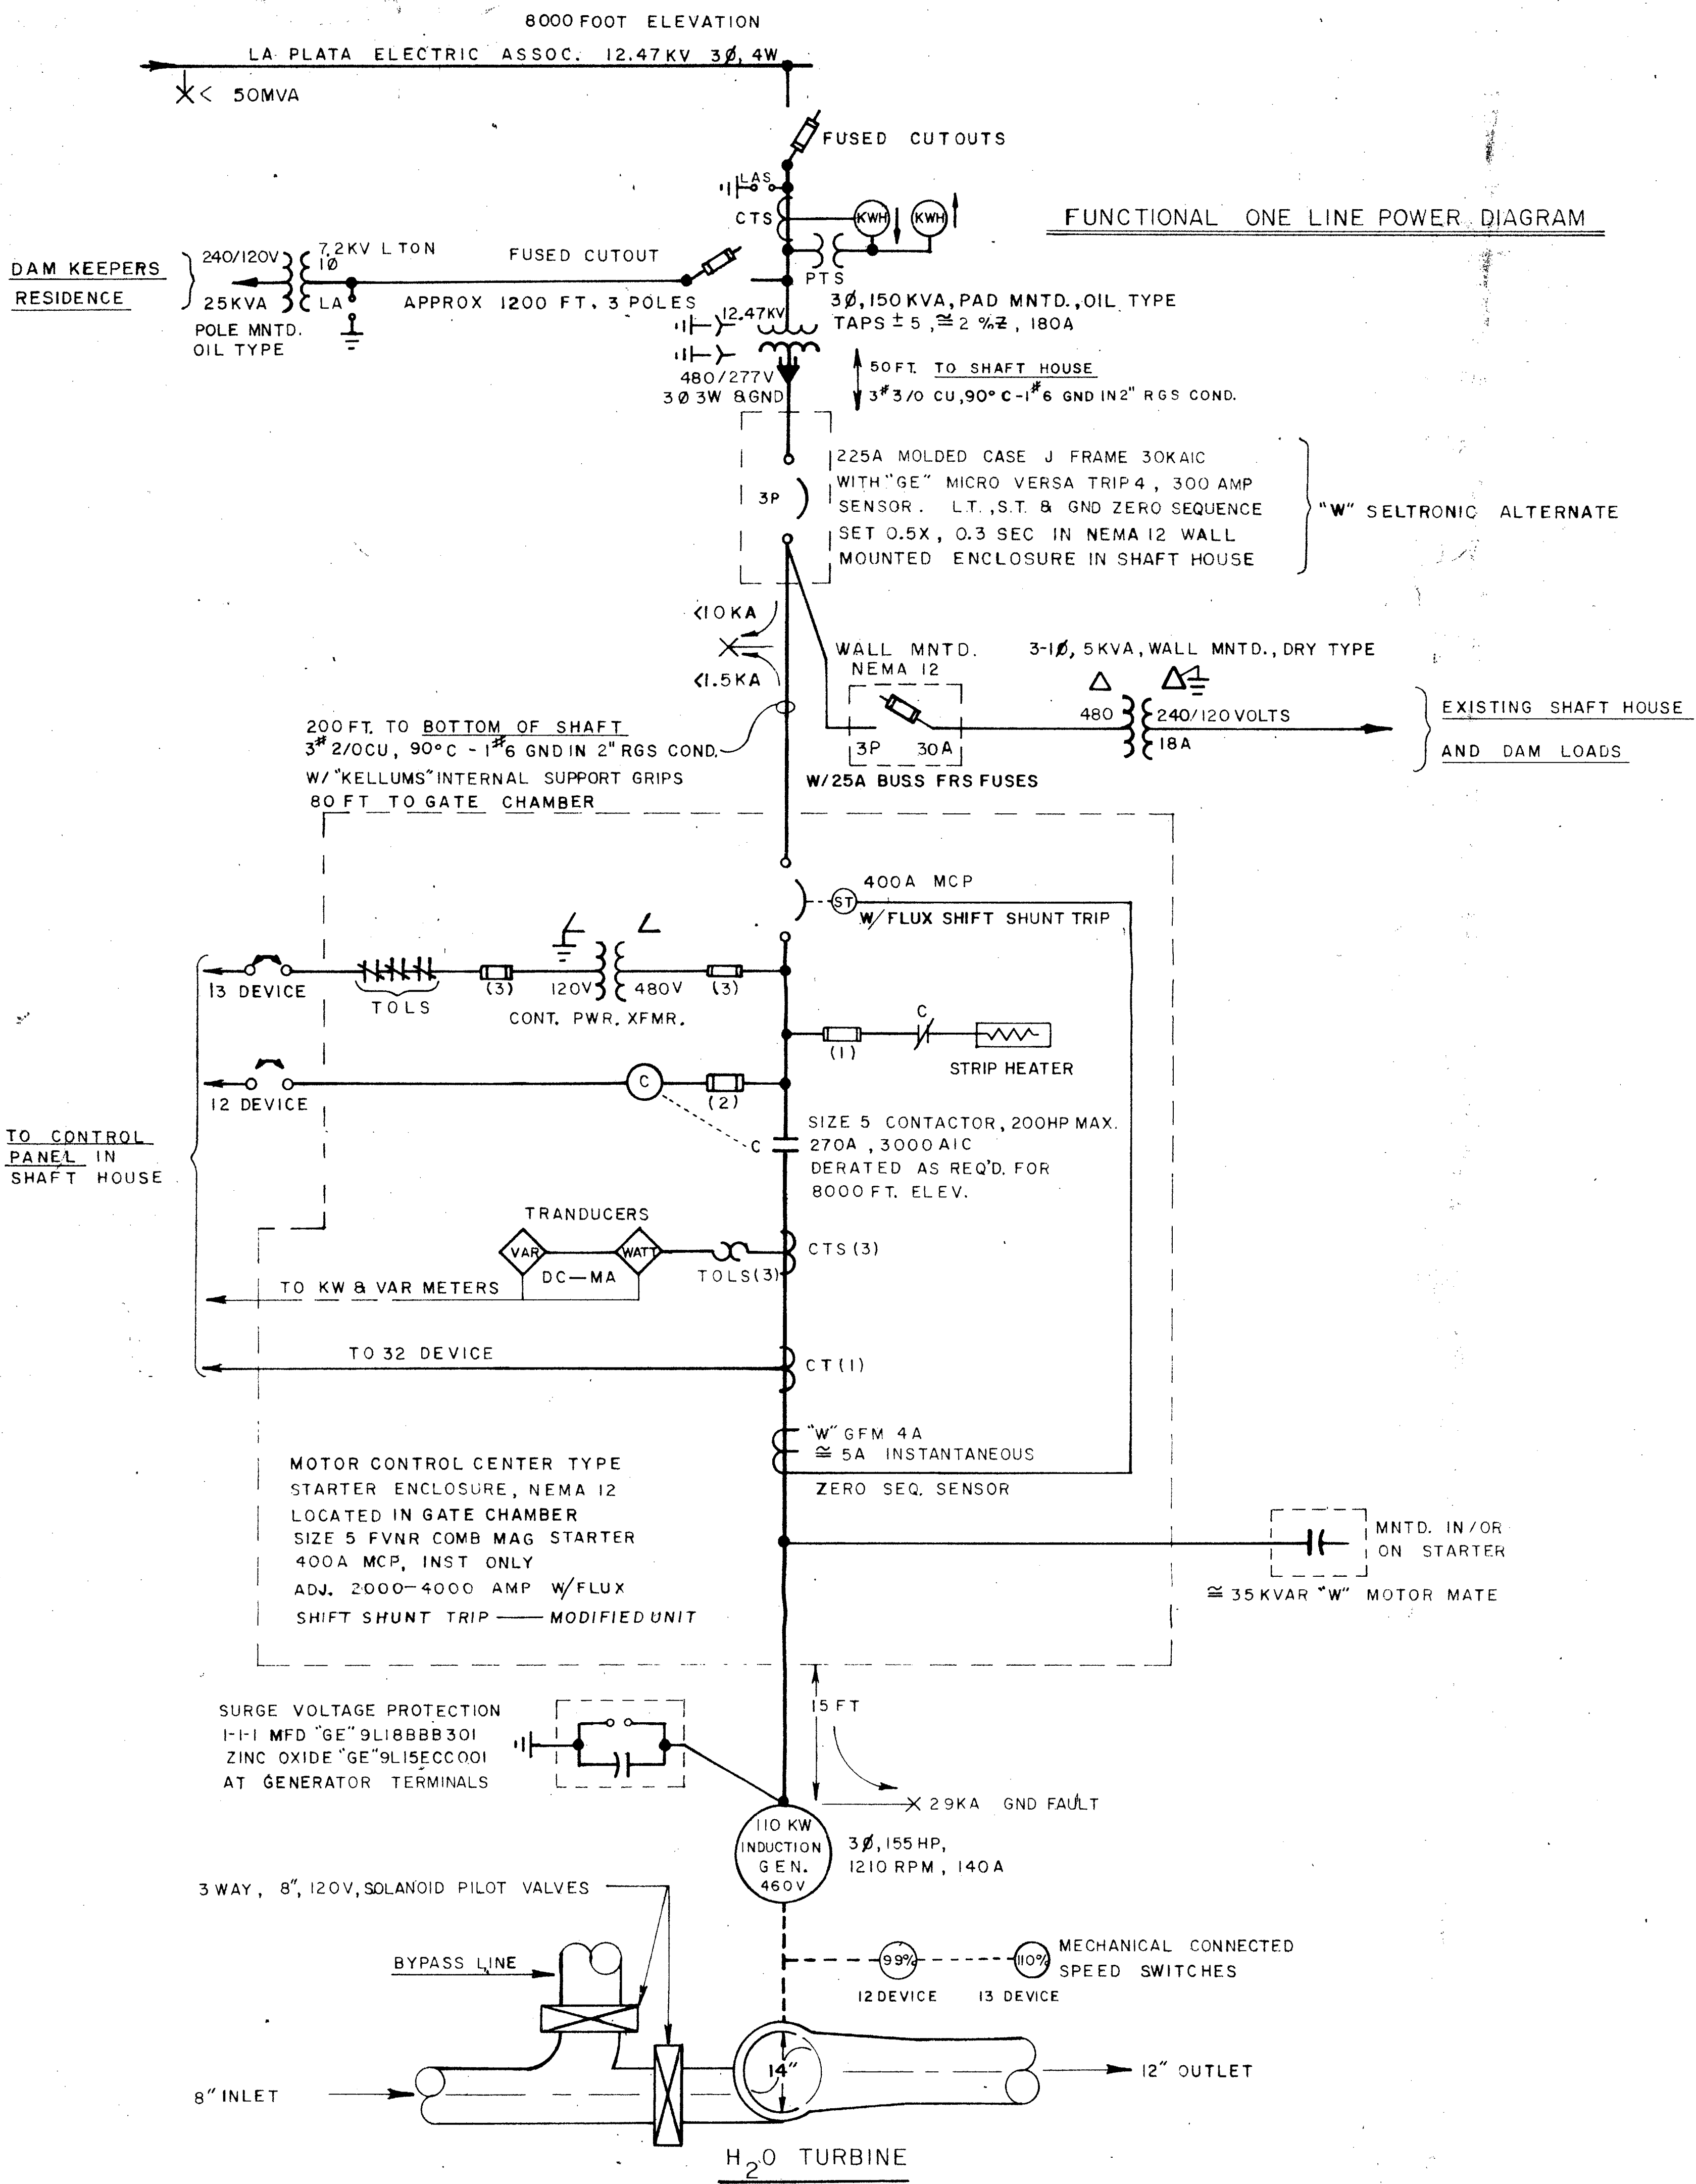 8000 FOOT ELEVATION
LA PLATA ELECTRIC ASSOC. 12.47KV 3Ø, 4W
< 50MVA
FUSED CUTOUTS
LAS
CTS
KWH
KWH
PTS
FUNCTIONAL ONE LINE POWER DIAGRAM
DAM KEEPERS
RESIDENCE
240/120V
25KVA
POLE MNTD.
OIL TYPE
7.2KV L TO N
1Ø
LA
FUSED CUTOUT
APPROX 1200 FT. 3 POLES
12.47KV
3Ø, 150 KVA, PAD MNTD., OIL TYPE
TAPS ± 5, ≅ 2 %Z, 180A
480/277V
3Ø 3W & GND
50 FT. TO SHAFT HOUSE
3# 3/0 CU, 90° C - 1# 6 GND IN 2" RGS COND.
3P
225A MOLDED CASE J FRAME 30KAIC
WITH "GE" MICRO VERSA TRIP 4, 300 AMP
SENSOR. L.T., S.T. & GND ZERO SEQUENCE
SET 0.5X, 0.3 SEC IN NEMA 12 WALL
MOUNTED ENCLOSURE IN SHAFT HOUSE
"W" SELTRONIC ALTERNATE
<10 KA
<1.5KA
WALL MNTD.
NEMA 12
3P 30A
W/25A BUSS FRS FUSES
3-1Ø, 5 KVA, WALL MNTD., DRY TYPE
480
240/120 VOLTS
18A
EXISTING SHAFT HOUSE
AND DAM LOADS
200 FT. TO BOTTOM OF SHAFT
3# 2/0 CU, 90°C - 1# 6 GND IN 2" RGS COND.
W/ "KELLUMS" INTERNAL SUPPORT GRIPS
80 FT TO GATE CHAMBER
400A MCP
ST
W/FLUX SHIFT SHUNT TRIP
13 DEVICE
TOLS
(3)
120V
480V
(3)
CONT. PWR. XFMR.
(1)
C
STRIP HEATER
12 DEVICE
C
(2)
C
SIZE 5 CONTACTOR, 200HP MAX.
270A, 3000 AIC
DERATED AS REQ'D. FOR
8000 FT. ELEV.
TO CONTROL
PANEL IN
SHAFT HOUSE
TRANDUCERS
VAR
WATT
DC—MA
TOLS(3)
CTS (3)
TO KW & VAR METERS
TO 32 DEVICE
CT (1)
"W" GFM 4A
≅ 5A INSTANTANEOUS
ZERO SEQ. SENSOR
MOTOR CONTROL CENTER TYPE
STARTER ENCLOSURE, NEMA 12
LOCATED IN GATE CHAMBER
SIZE 5 FVNR COMB MAG STARTER
400A MCP, INST ONLY
ADJ. 2000-4000 AMP W/FLUX
SHIFT SHUNT TRIP — MODIFIED UNIT
MNTD. IN/OR
ON STARTER
≅ 35 KVAR "W" MOTOR MATE
SURGE VOLTAGE PROTECTION
1-1-1 MFD "GE" 9L18BBB301
ZINC OXIDE "GE" 9L15ECC001
AT GENERATOR TERMINALS
15 FT
29KA GND FAULT
110 KW
INDUCTION
GEN.
460V
3Ø, 155 HP,
1210 RPM, 140 A
3 WAY, 8", 120V, SOLANOID PILOT VALVES
BYPASS LINE
99%
110%
12 DEVICE
13 DEVICE
MECHANICAL CONNECTED
SPEED SWITCHES
8" INLET
14"
12" OUTLET
H2O TURBINE